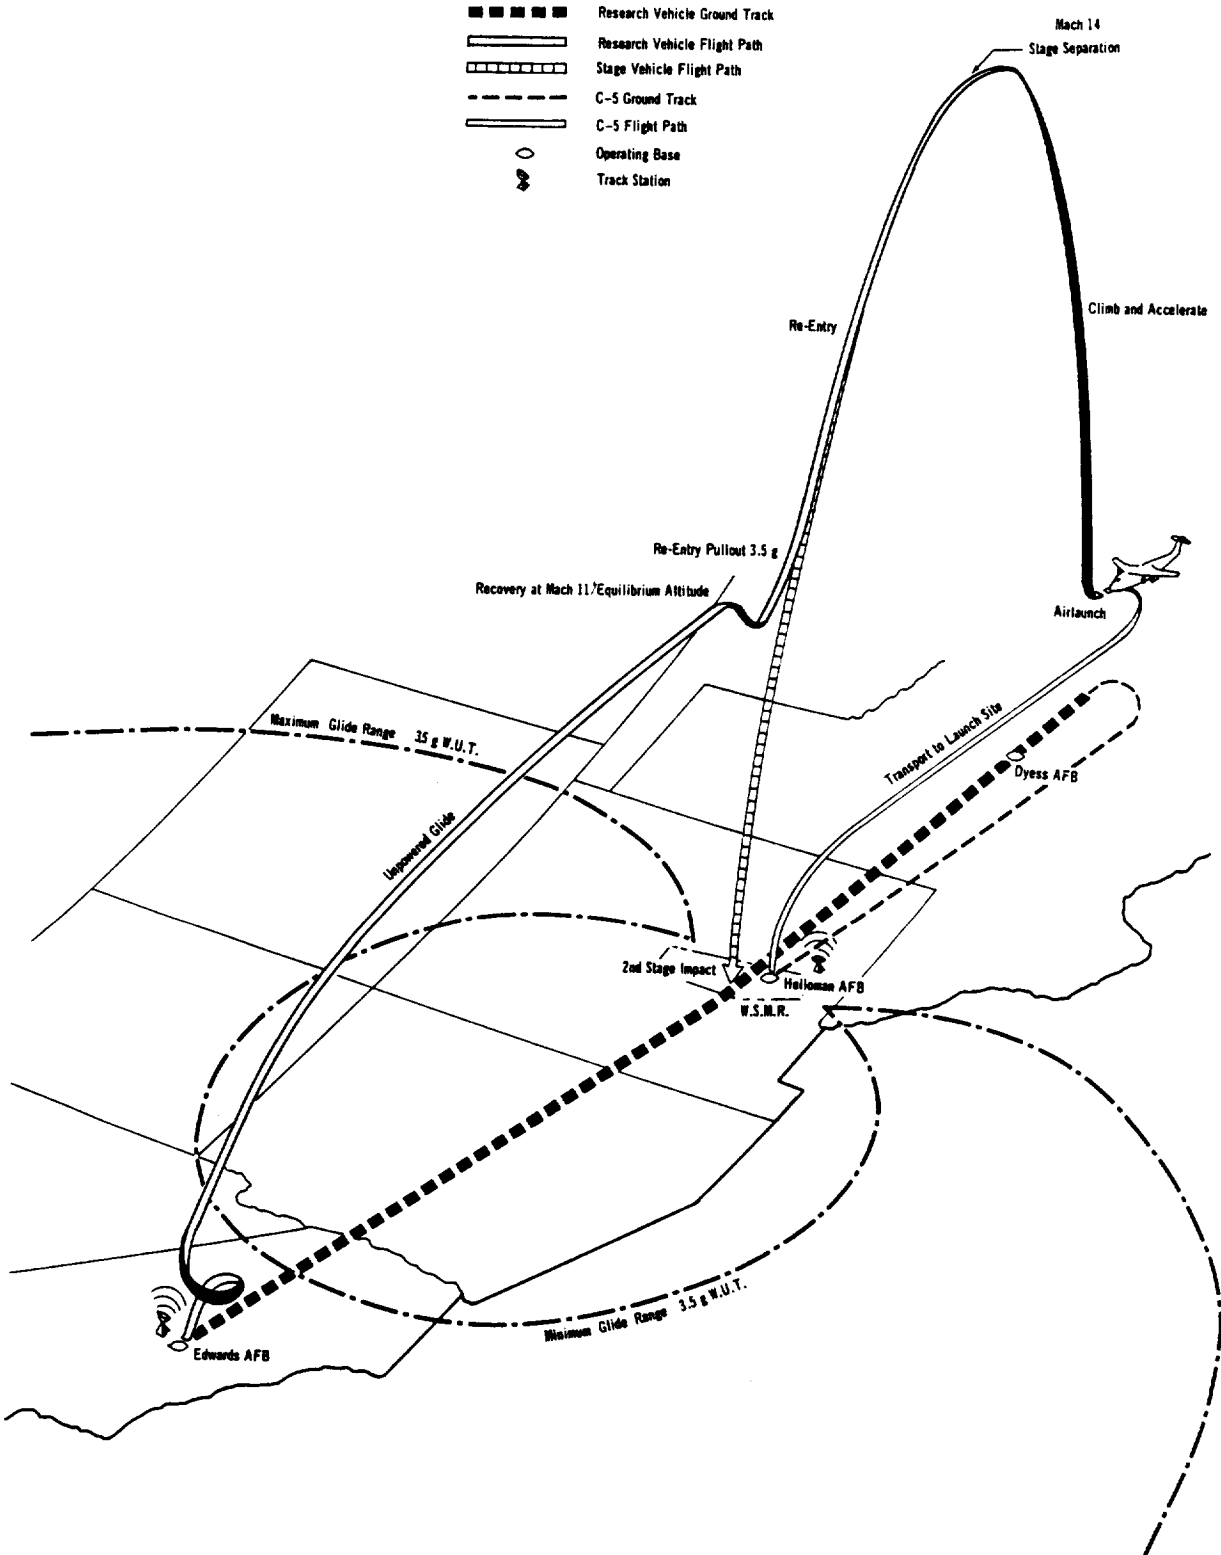 Research Vehicle Ground Track
Research Vehicle Flight Path
Stage Vehicle Flight Path
C-5 Ground Track
C-5 Flight Path
Operating Base
Track Station
Mach 14
Stage Separation
Re-Entry
Climb and Accelerate
Re-Entry Pullout 3.5 g
Recovery at Mach 11/Equilibrium Altitude
Airlaunch
Maximum Glide Range 3.5 g W.U.T.
Transport to Launch Site
Dyess AFB
Unpowered Glide
2nd Stage Impact
Holloman AFB
W.S.M.R.
Minimum Glide Range 3.5 g W.U.T.
Edwards AFB